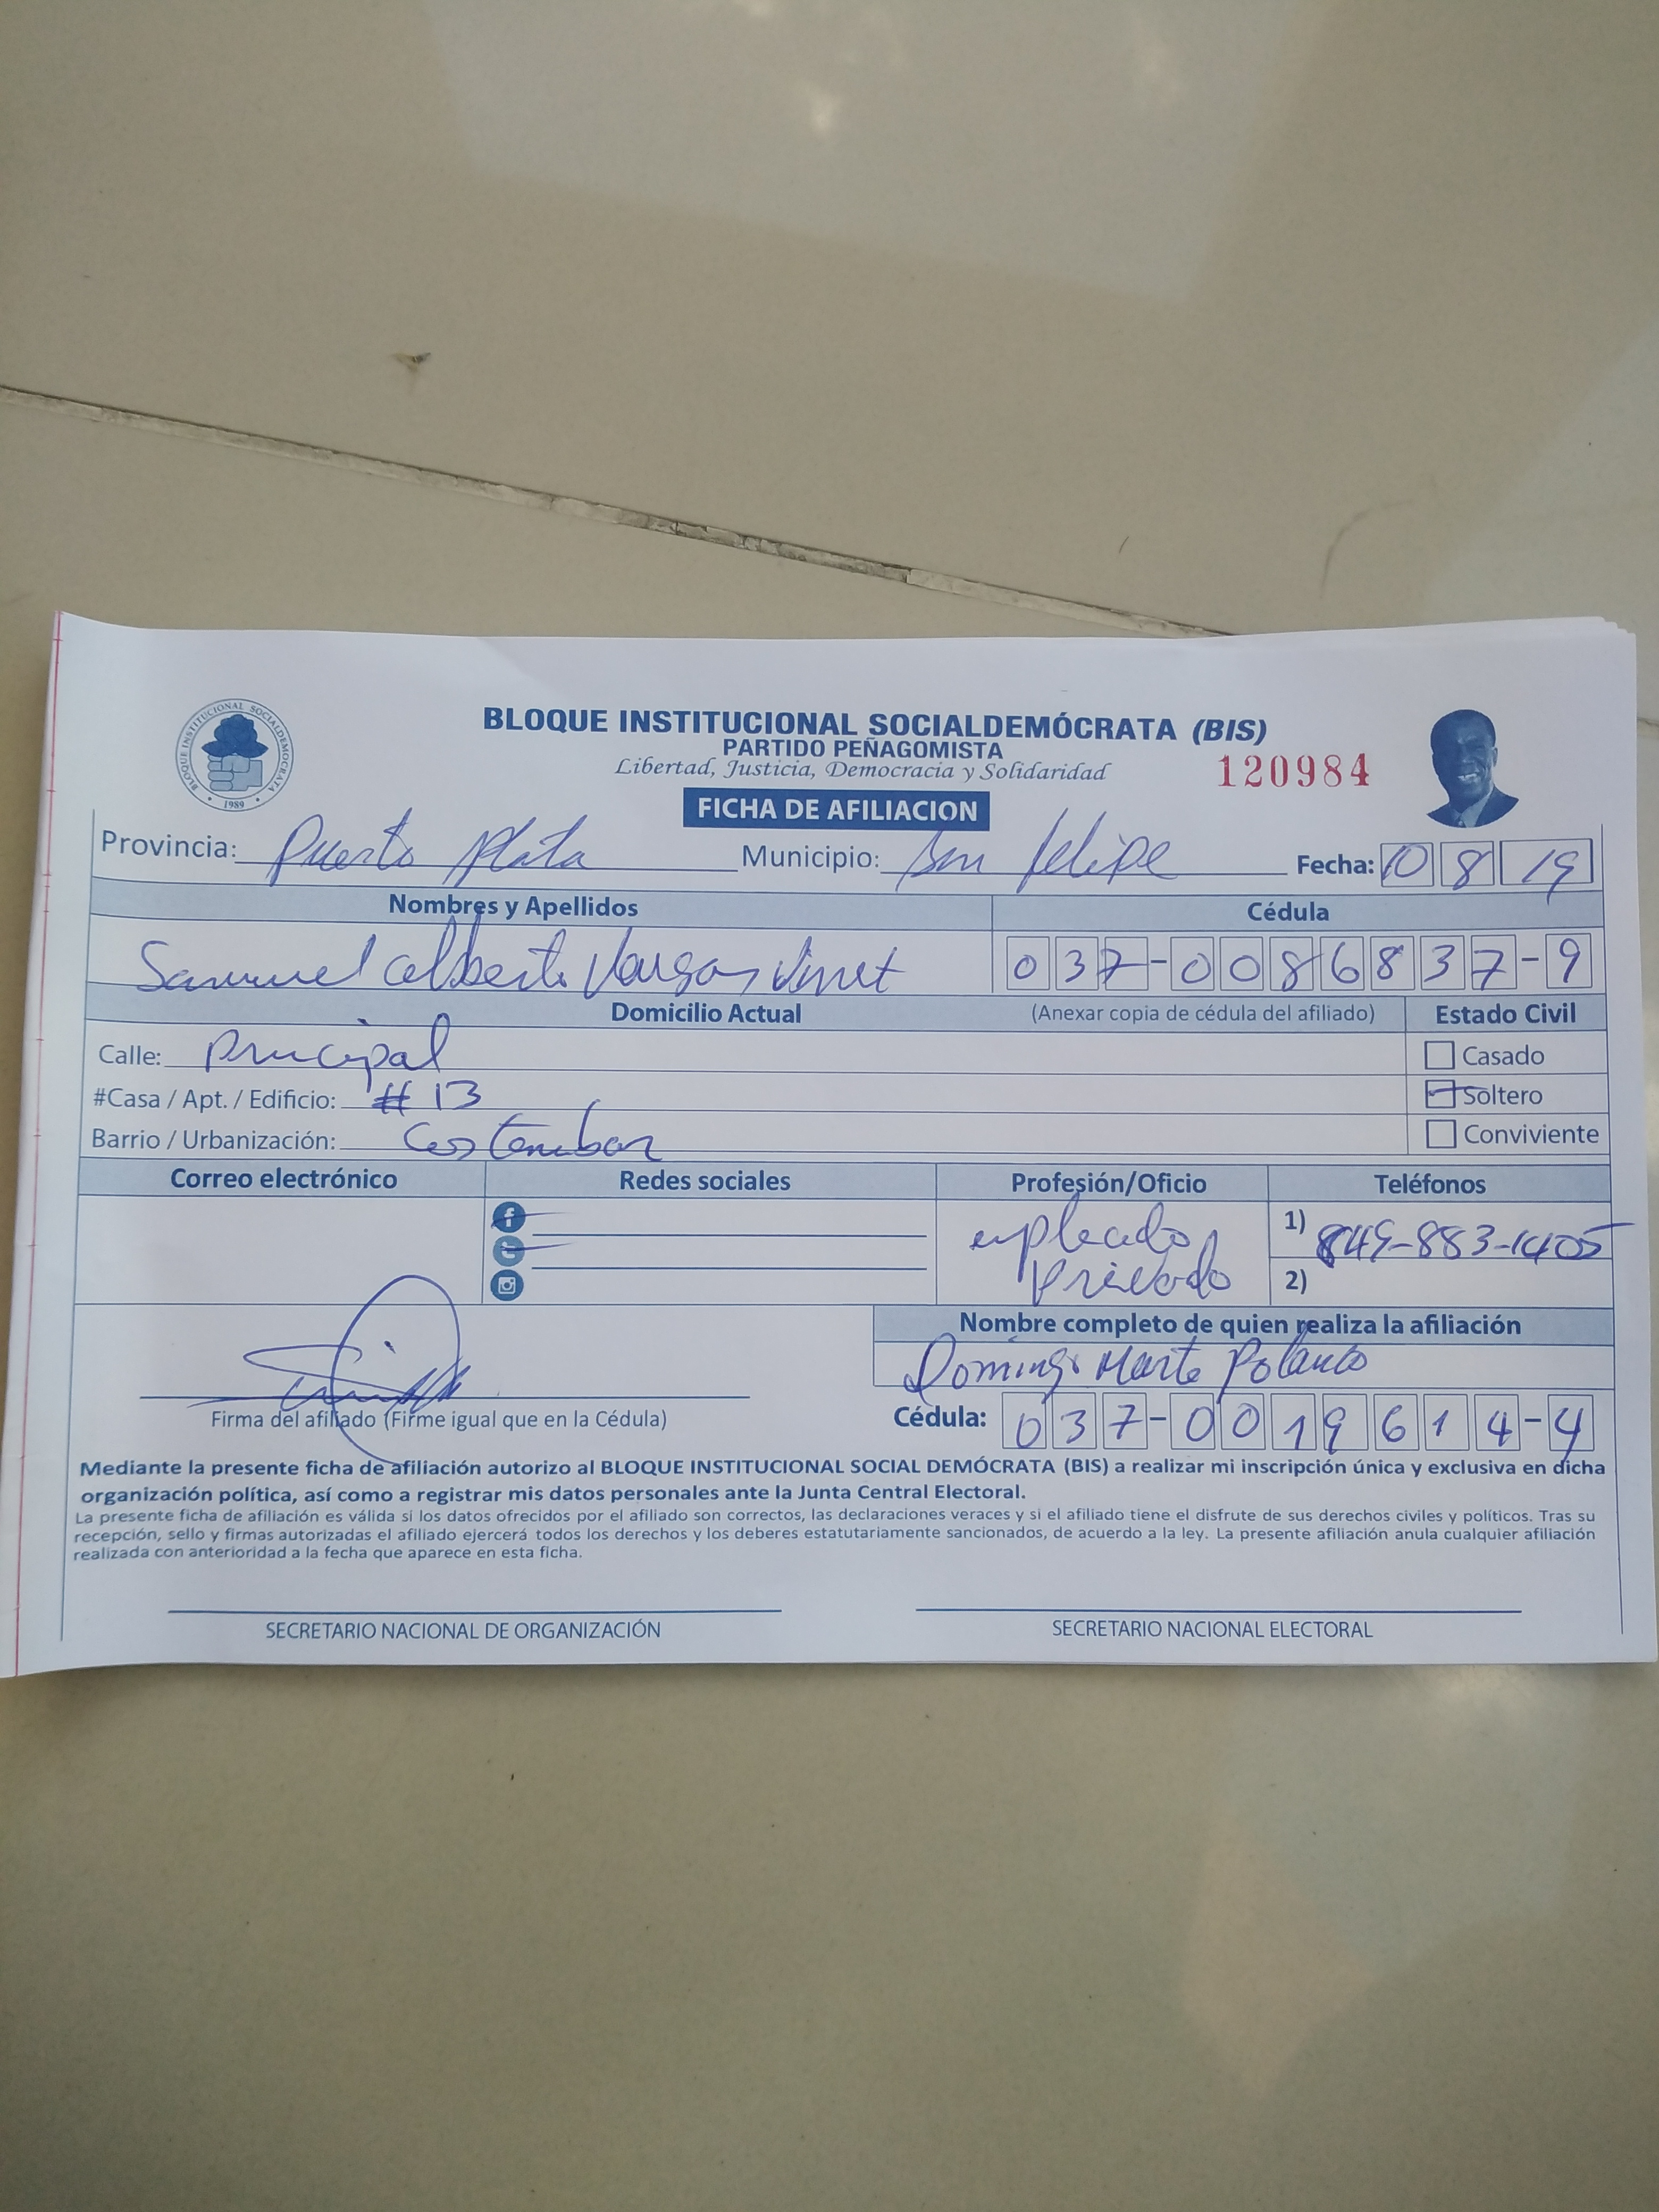 BLOQUE INSTITUCIONAL SOCIALDEMOCRATA
1989
BLOQUE INSTITUCIONAL SOCIALDEMÓCRATA (BIS)
PARTIDO PEÑAGOMISTA
Libertad, Justicia, Democracia y Solidaridad
120984
FICHA DE AFILIACION
Provincia: Puerto Plata Municipio: San Felipe Fecha: 10 8 19
Nombres y Apellidos Cédula
Samuel Alberto Vargas 037-0086837-9
Domicilio Actual (Anexar copia de cédula del afiliado) Estado Civil
Calle: Principal Casado
#Casa / Apt. / Edificio: # 13 Soltero
Barrio / Urbanización: Costambar Conviviente
Correo electrónico Redes sociales Profesión/Oficio Teléfonos
empleado 1) 849-883-1405
privado 2)
Nombre completo de quien realiza la afiliación
Domingo Marte Polanco
Firma del afiliado (Firme igual que en la Cédula) Cédula: 037-0019614-4
Mediante la presente ficha de afiliación autorizo al BLOQUE INSTITUCIONAL SOCIAL DEMÓCRATA (BIS) a realizar mi inscripción única y exclusiva en dicha
organización política, así como a registrar mis datos personales ante la Junta Central Electoral.
La presente ficha de afiliación es válida si los datos ofrecidos por el afiliado son correctos, las declaraciones veraces y si el afiliado tiene el disfrute de sus derechos civiles y políticos. Tras su
recepción, sello y firmas autorizadas el afiliado ejercerá todos los derechos y los deberes estatutariamente sancionados, de acuerdo a la ley. La presente afiliación anula cualquier afiliación
realizada con anterioridad a la fecha que aparece en esta ficha.
SECRETARIO NACIONAL DE ORGANIZACIÓN SECRETARIO NACIONAL ELECTORAL